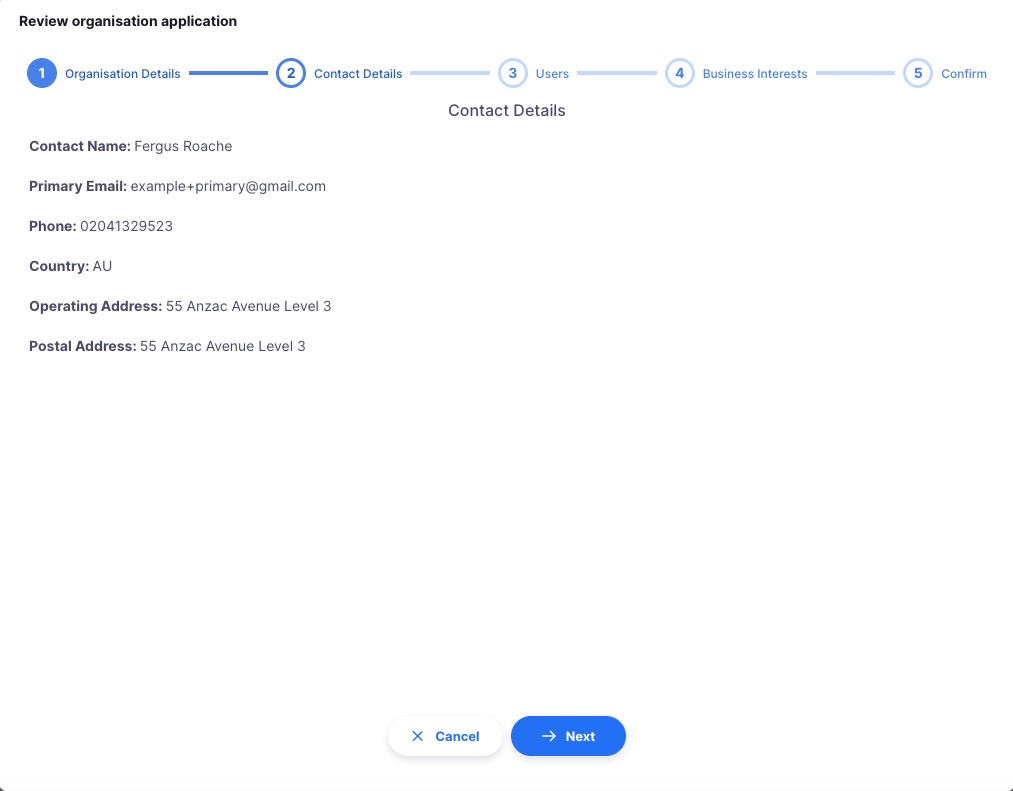 Review organisation application
1 Organisation Details 2 Contact Details 3 Users 4 Business Interests 5 Confirm
Contact Details
Contact Name: Fergus Roache
Primary Email: example+primary@gmail.com
Phone: 02041329523
Country: AU
Operating Address: 55 Anzac Avenue Level 3
Postal Address: 55 Anzac Avenue Level 3
Cancel Next